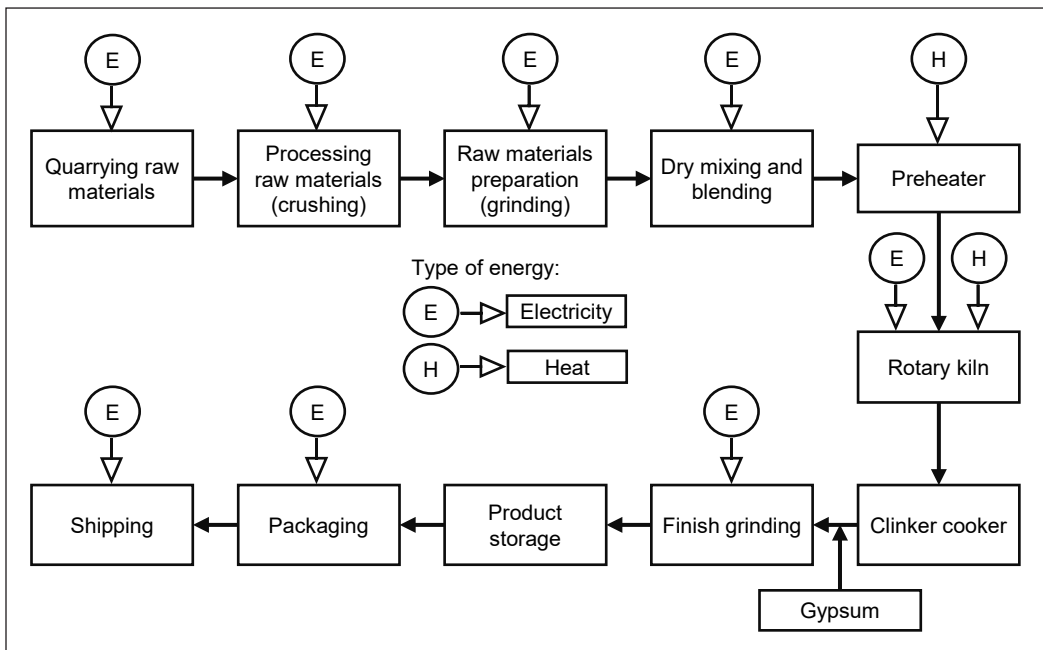 E
E
E
E
H
Quarrying raw
materials
Processing
raw materials
(crushing)
Raw materials
preparation
(grinding)
Dry mixing and
blending
Preheater
E
H
Type of energy:
E
Electricity
H
Heat
Rotary kiln
E
E
E
Shipping
Packaging
Product
storage
Finish grinding
Clinker cooker
Gypsum